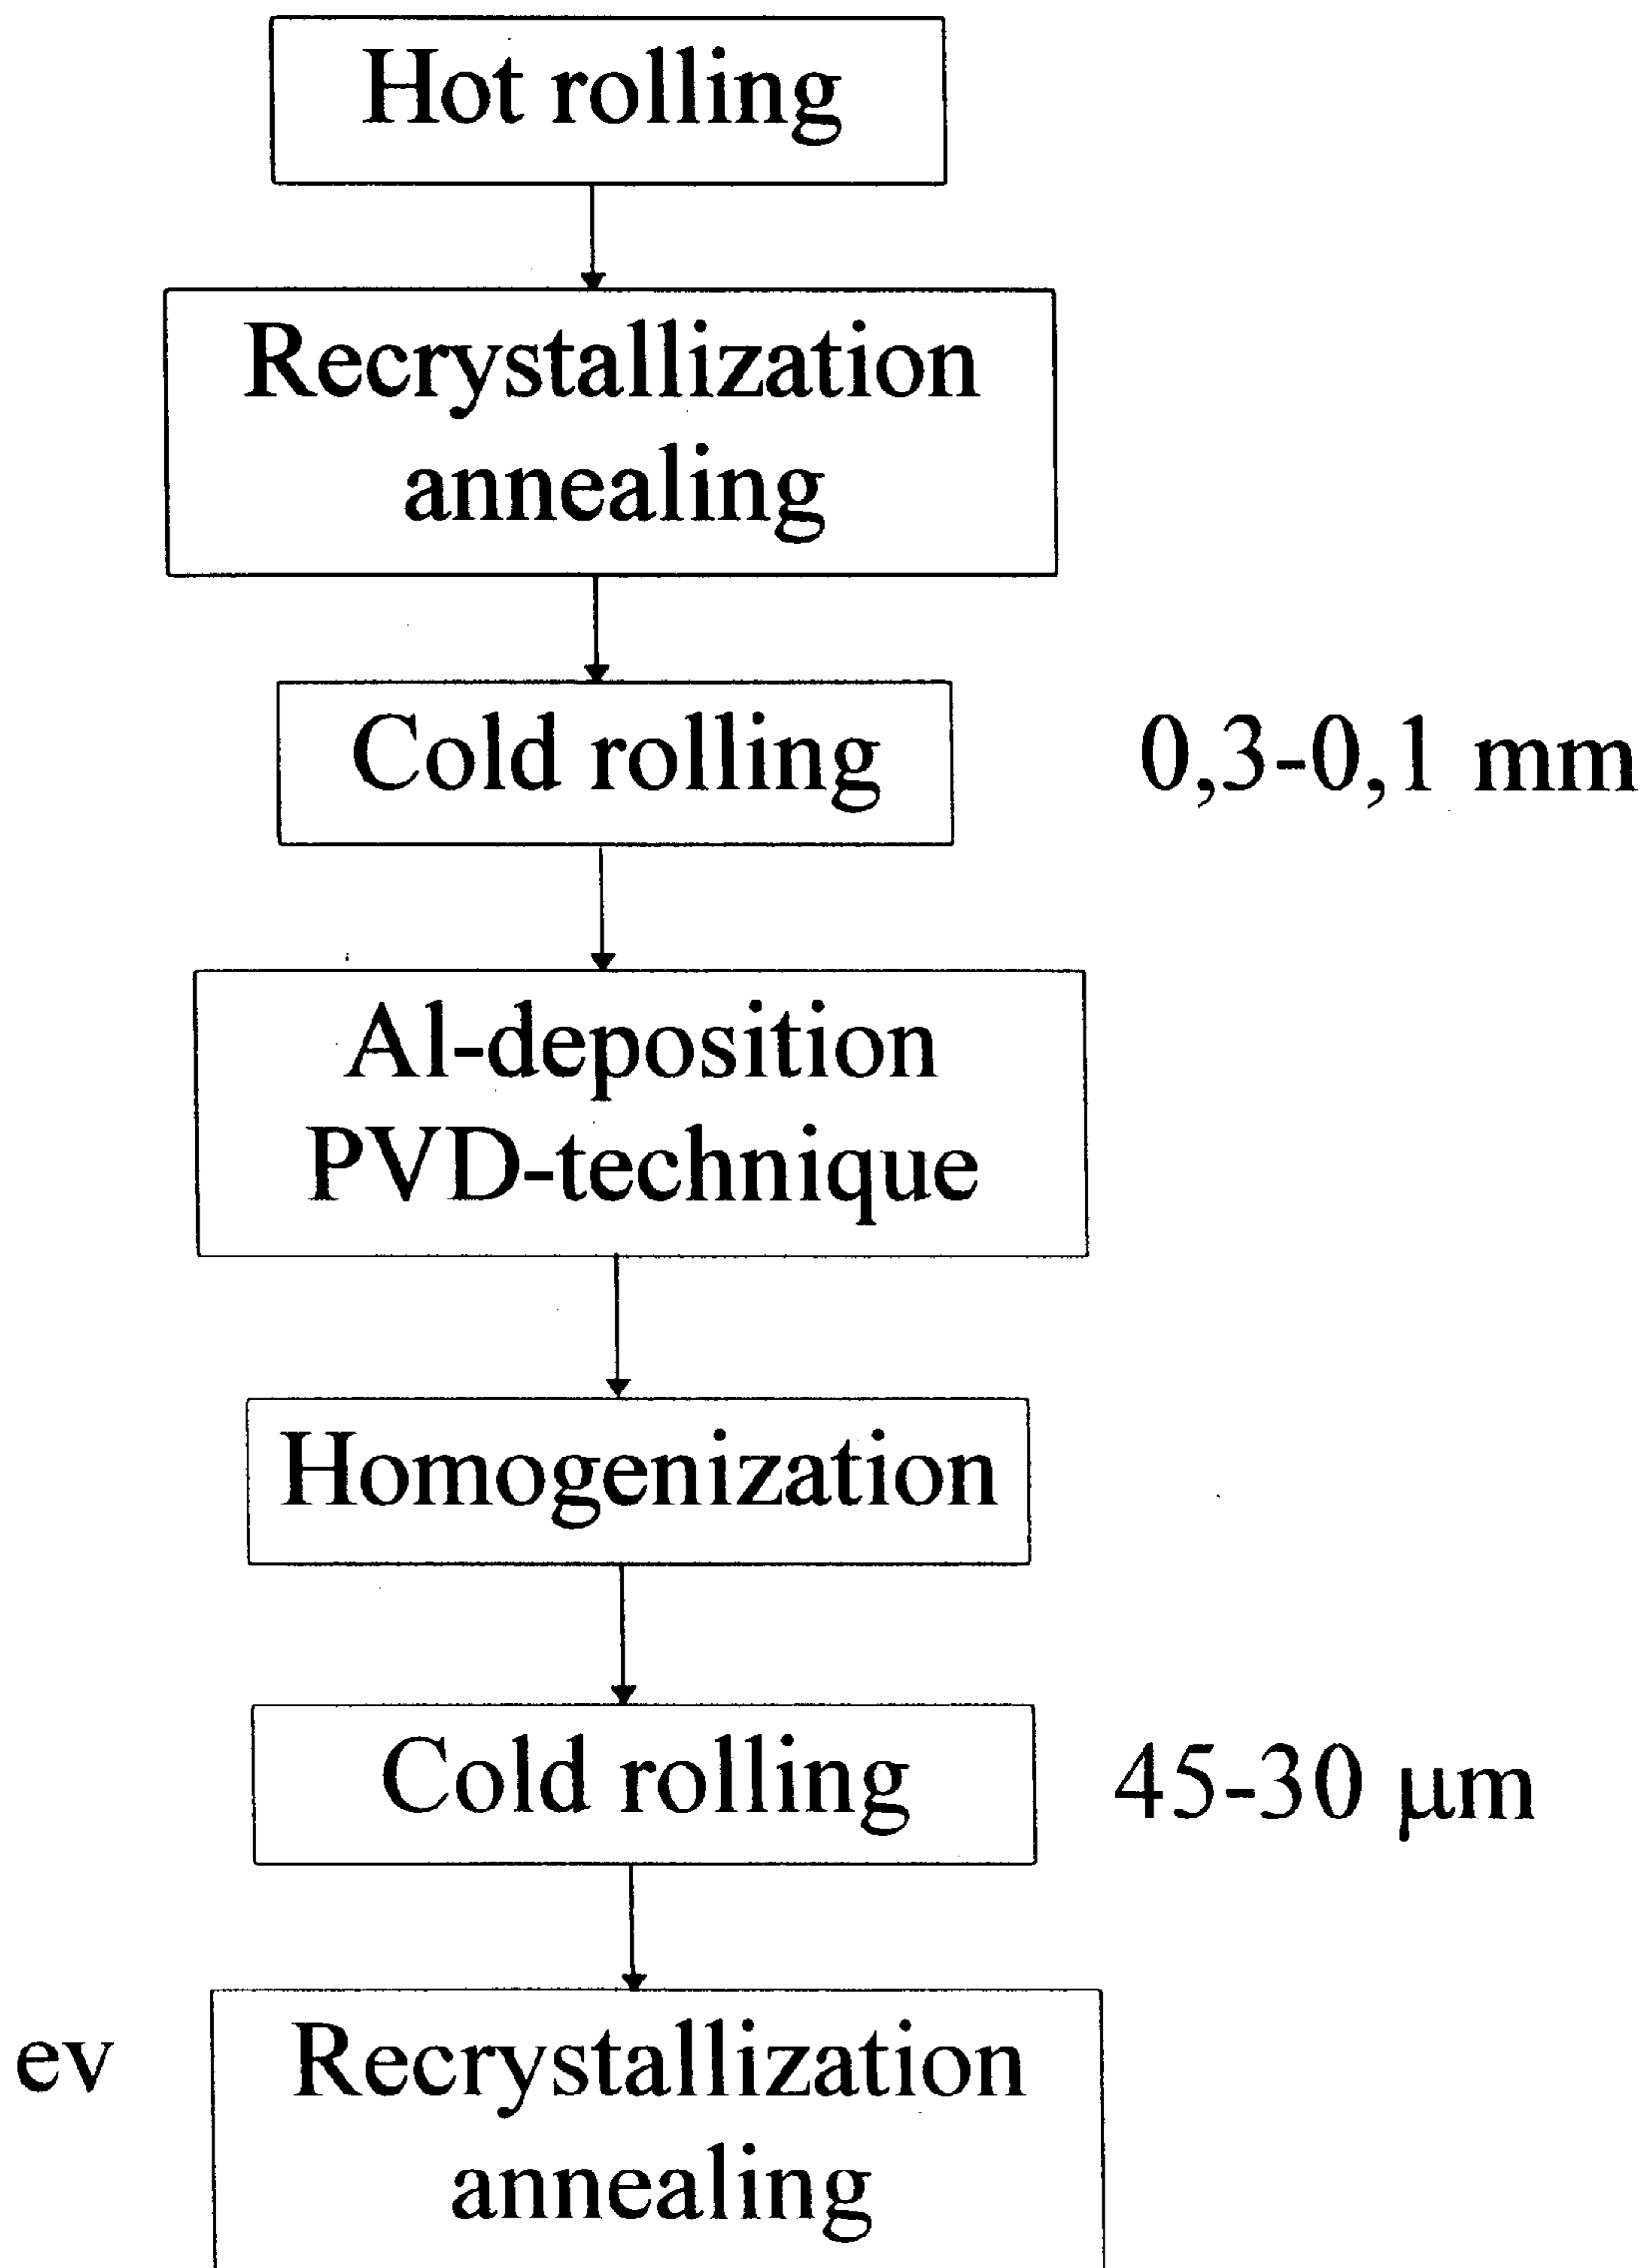 Hot rolling
Recrystallization
annealing
Cold rolling
0,3-0,1 mm
Al-deposition
PVD-technique
Homogenization
Cold rolling
45-30 µm
ev
Recrystallization
annealing